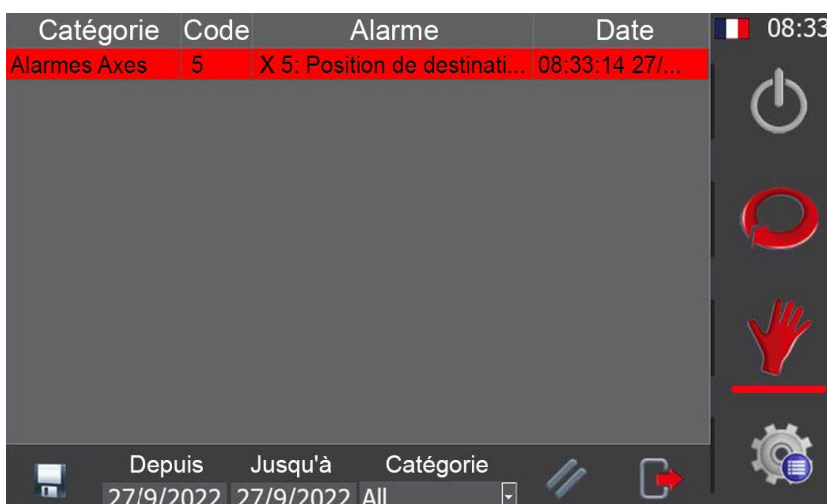 Catégorie Code Alarme Date 08:33
Alarmes Axes 5 X 5: Position de destinati... 08:33:14 27/...
Depuis Jusqu'à Catégorie
27/9/2022 27/9/2022 All